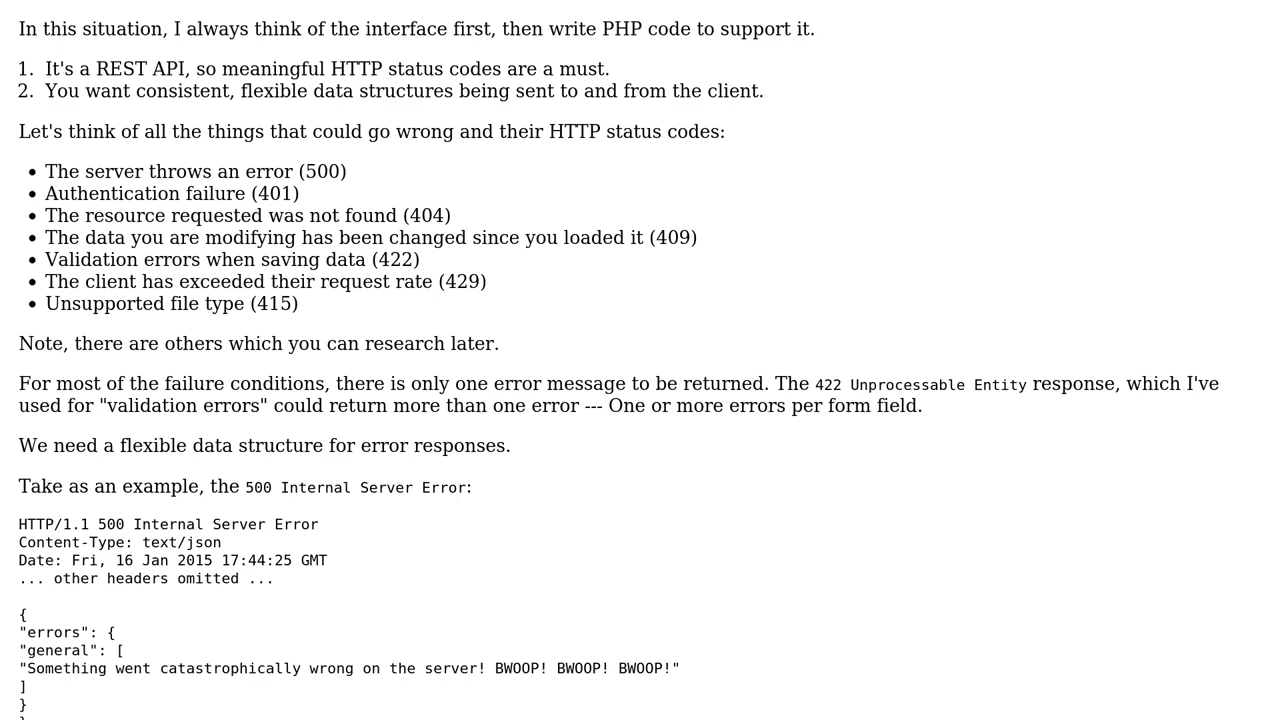 In this situation, I always think of the interface first, then write PHP code to support it.
1. It's a REST API, so meaningful HTTP status codes are a must.
2. You want consistent, flexible data structures being sent to and from the client.
Let's think of all the things that could go wrong and their HTTP status codes:
• The server throws an error (500)
• Authentication failure (401)
• The resource requested was not found (404)
• The data you are modifying has been changed since you loaded it (409)
• Validation errors when saving data (422)
• The client has exceeded their request rate (429)
• Unsupported file type (415)
Note, there are others which you can research later.
For most of the failure conditions, there is only one error message to be returned. The 422 Unprocessable Entity response, which I've
used for "validation errors" could return more than one error --- One or more errors per form field.
We need a flexible data structure for error responses.
Take as an example, the 500 Internal Server Error:
HTTP/1.1 500 Internal Server Error
Content-Type: text/json
Date: Fri, 16 Jan 2015 17:44:25 GMT
... other headers omitted ...
{
"errors": {
"general": [
"Something went catastrophically wrong on the server! BWOOP! BWOOP! BWOOP!"
]
}
}